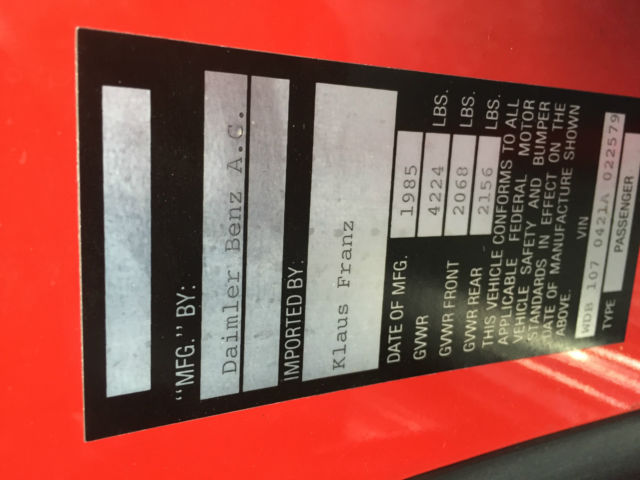 "MFG." BY:
Daimler Benz A.G.
IMPORTED BY:
Klaus Franz
DATE OF MFG. 1985
GVWR 4224 LBS.
GVWR FRONT 2068 LBS.
GVWR REAR 2156 LBS.
THIS VEHICLE CONFORMS TO ALL
APPLICABLE FEDERAL MOTOR
VEHICLE SAFETY AND BUMPER
STANDARDS IN EFFECT ON THE
DATE OF MANUFACTURE SHOWN
ABOVE. VIN
WDB 107 0421A 022579
TYPE PASSENGER